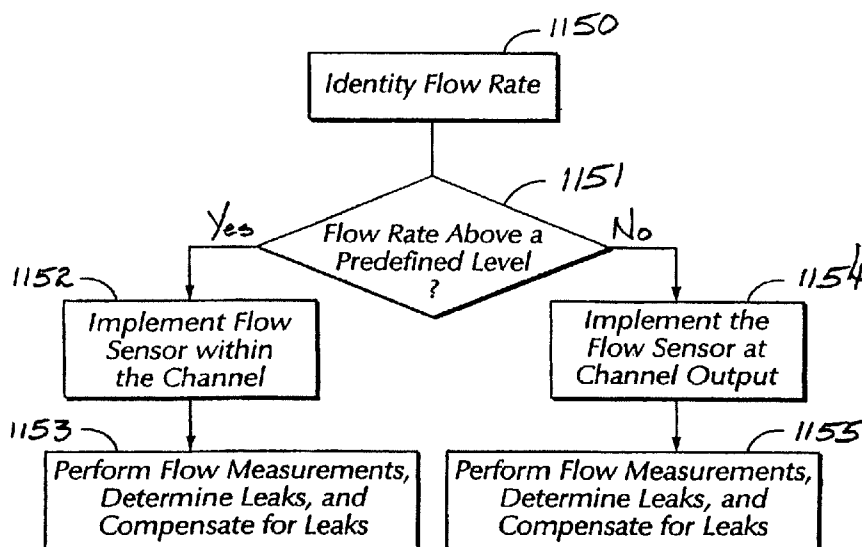 1150
Identity Flow Rate
1151
Yes
No
Flow Rate Above a
Predefined Level
?
1152
1154
Implement Flow
Sensor within
the Channel
Implement the
Flow Sensor at
Channel Output
1153
1155
Perform Flow Measurements,
Determine Leaks, and
Compensate for Leaks
Perform Flow Measurements,
Determine Leaks, and
Compensate for Leaks